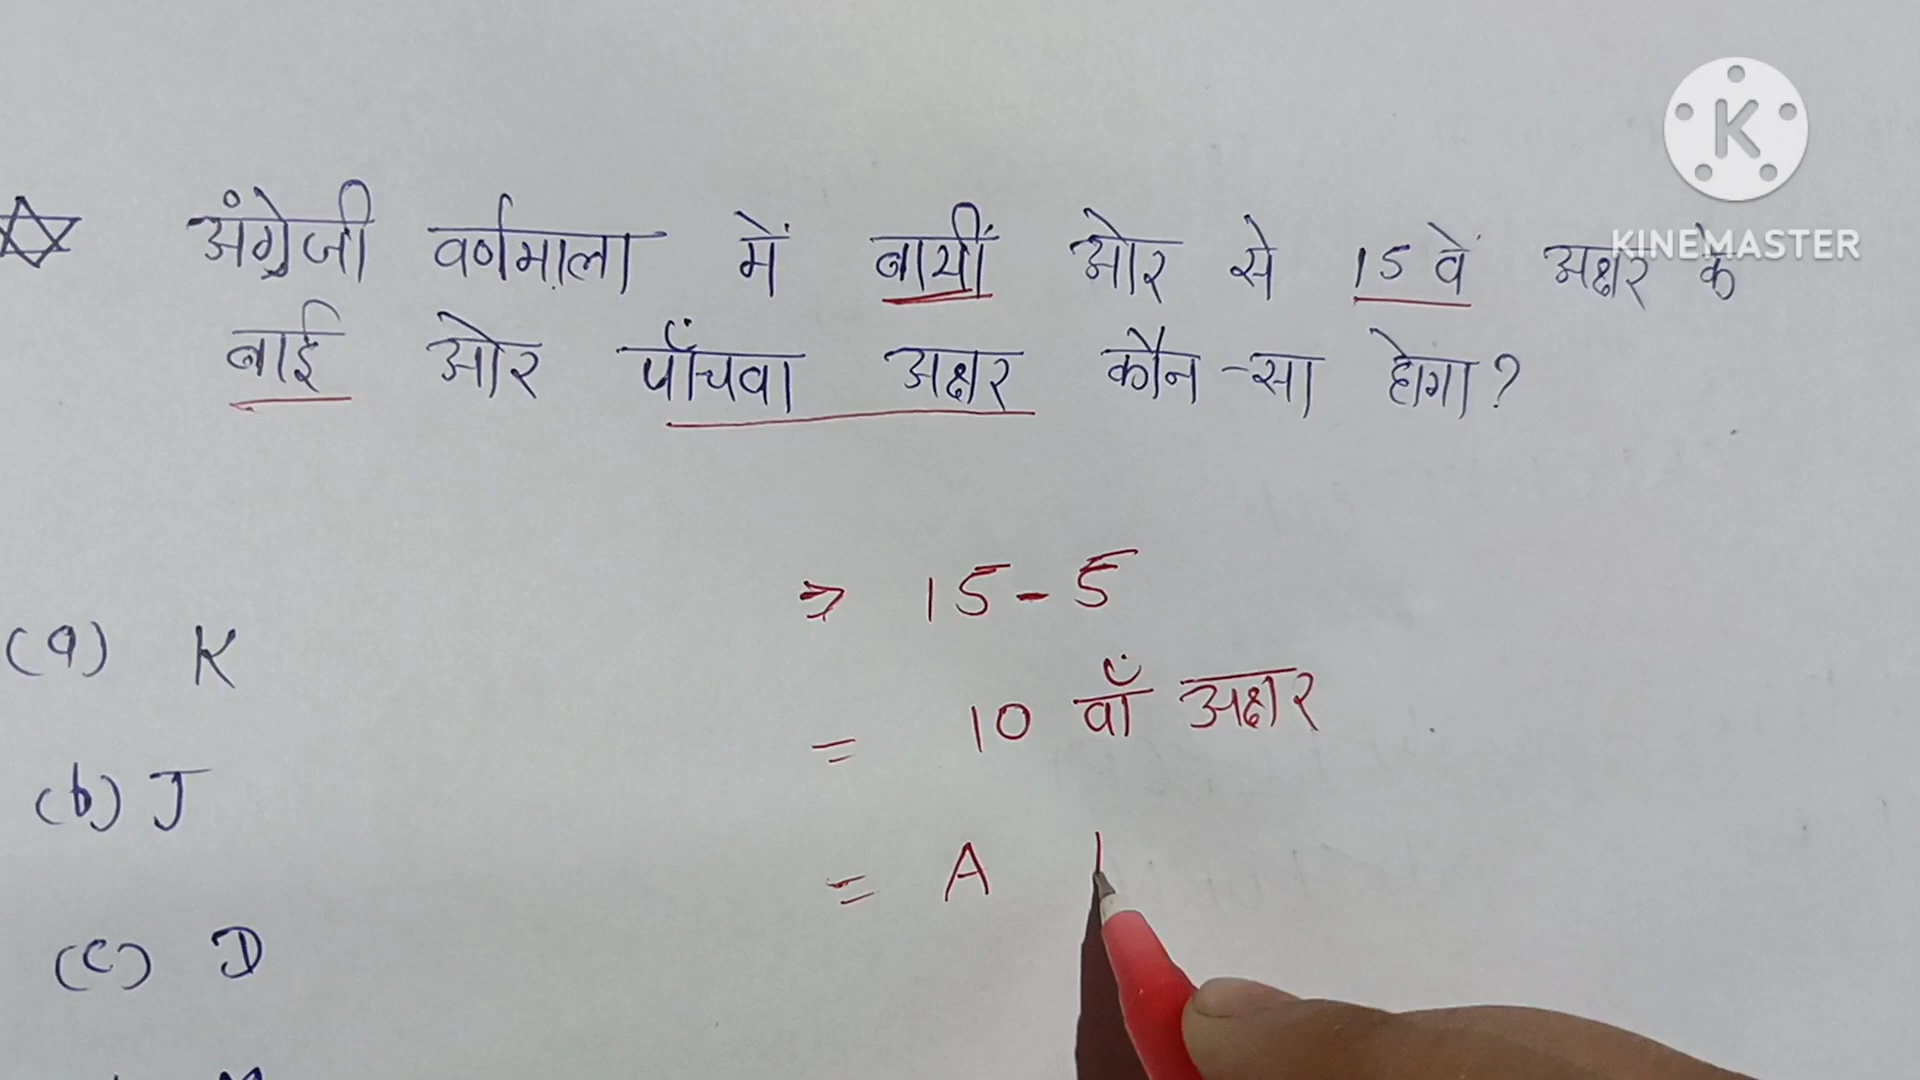 K
KINEMASTER
अंग्रेजी वर्णमाला में बायीं ओर से 15 वें अक्षर के
बाई ओर पाँचवा अक्षर कौन-सा होगा?
⇒ 15 - 5
= 10 वाँ अक्षर
= A
(a) K
(b) J
(c) D